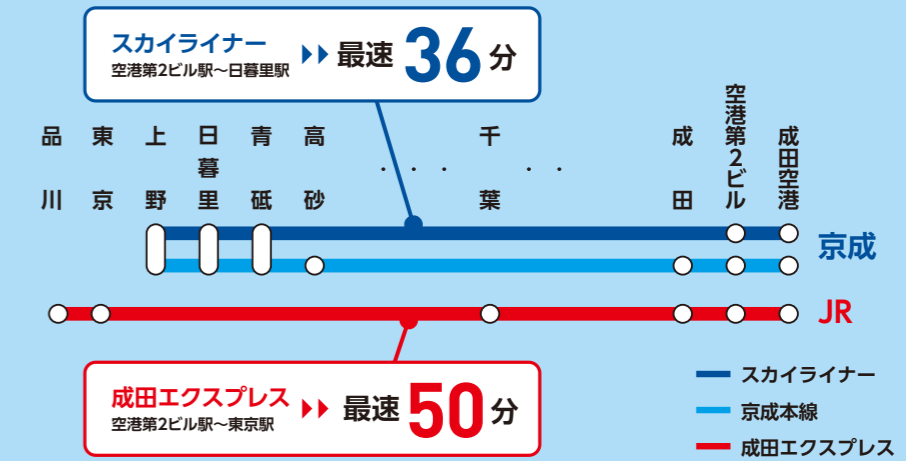 スカイライナー
空港第2ビル駅～日暮里駅
最速 36 分
品川
東京
上野
日暮里
青砥
高砂
・・・
千葉
・・
成田
空港第2ビル
成田空港
京成
JR
成田エクスプレス
空港第2ビル駅～東京駅
最速 50 分
スカイライナー
京成本線
成田エクスプレス